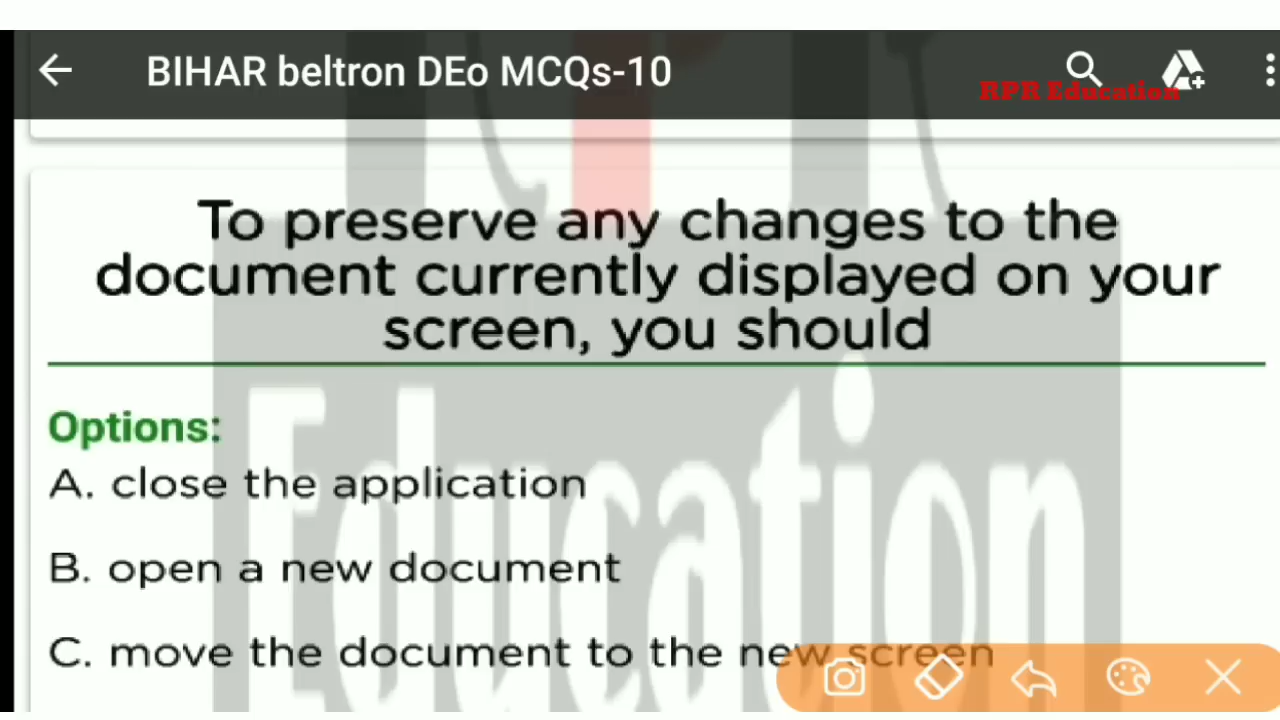 BIHAR beltron DEo MCQs-10
RPR Education
To preserve any changes to the
document currently displayed on your
screen, you should
Options:
A. close the application
B. open a new document
C. move the document to the new screen
Education